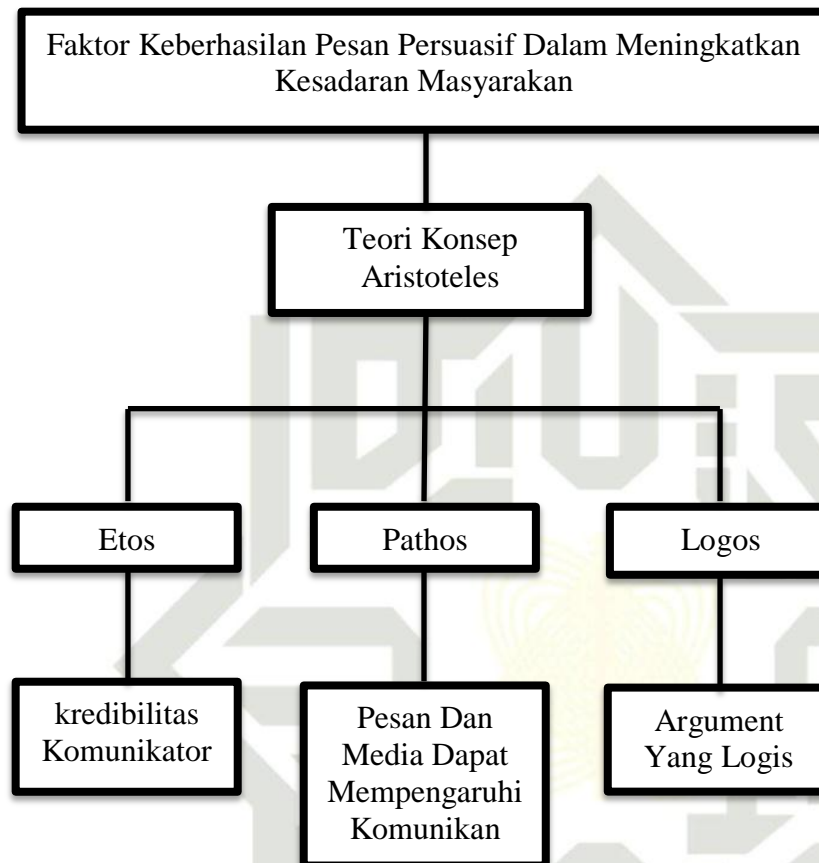 Faktor Keberhasilan Pesan Persuasif Dalam Meningkatkan
Kesadaran Masyarakan
Teori Konsep
Aristoteles
Etos
Pathos
Logos
kredibilitas
Komunikator
Pesan Dan
Media Dapat
Mempengaruhi
Komunikan
Argument
Yang Logis